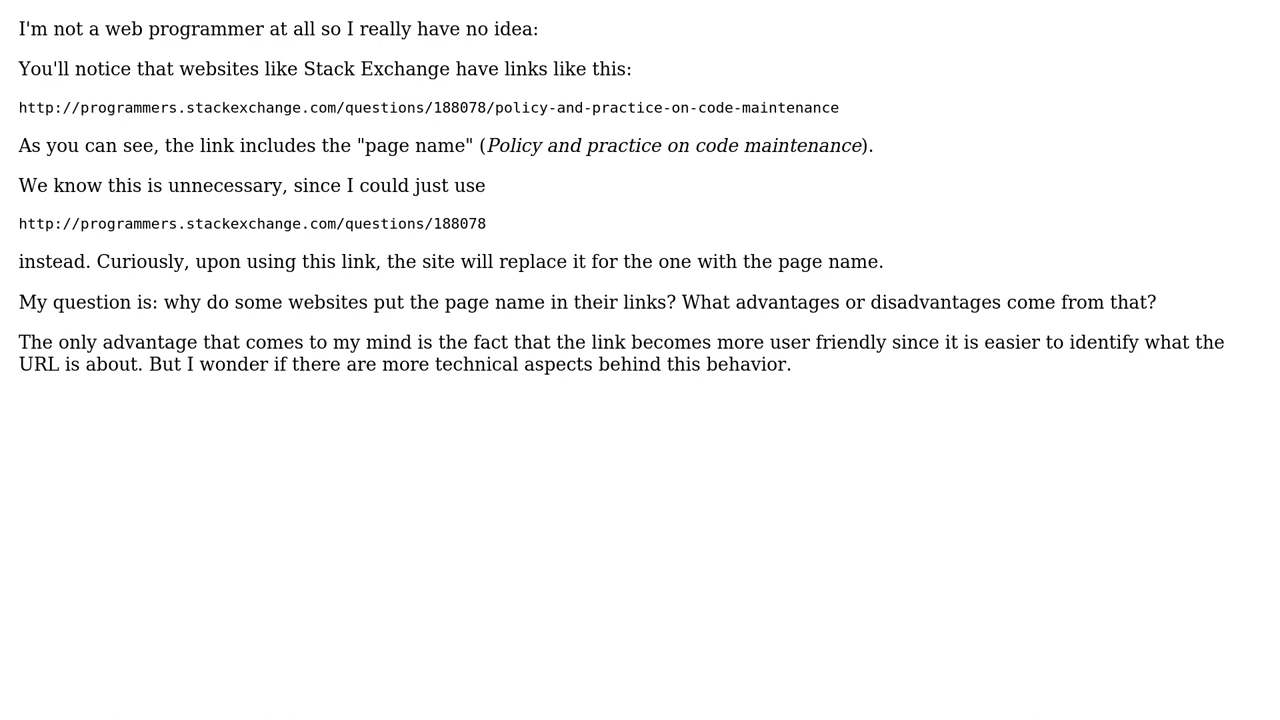 I'm not a web programmer at all so I really have no idea:
You'll notice that websites like Stack Exchange have links like this:
http://programmers.stackexchange.com/questions/188078/policy-and-practice-on-code-maintenance
As you can see, the link includes the "page name" (Policy and practice on code maintenance).
We know this is unnecessary, since I could just use
http://programmers.stackexchange.com/questions/188078
instead. Curiously, upon using this link, the site will replace it for the one with the page name.
My question is: why do some websites put the page name in their links? What advantages or disadvantages come from that?
The only advantage that comes to my mind is the fact that the link becomes more user friendly since it is easier to identify what the
URL is about. But I wonder if there are more technical aspects behind this behavior.